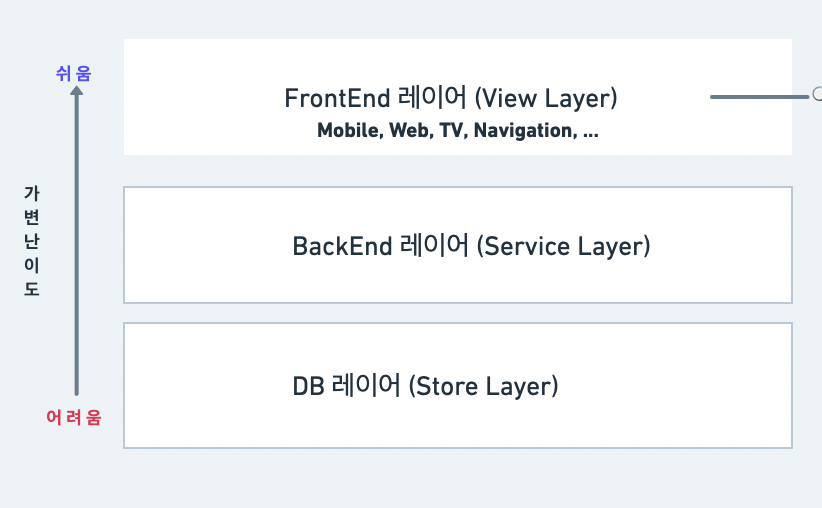 쉬움
FrontEnd 레이어 (View Layer)
Mobile, Web, TV, Navigation, ...
가변난이도
BackEnd 레이어 (Service Layer)
DB 레이어 (Store Layer)
어려움